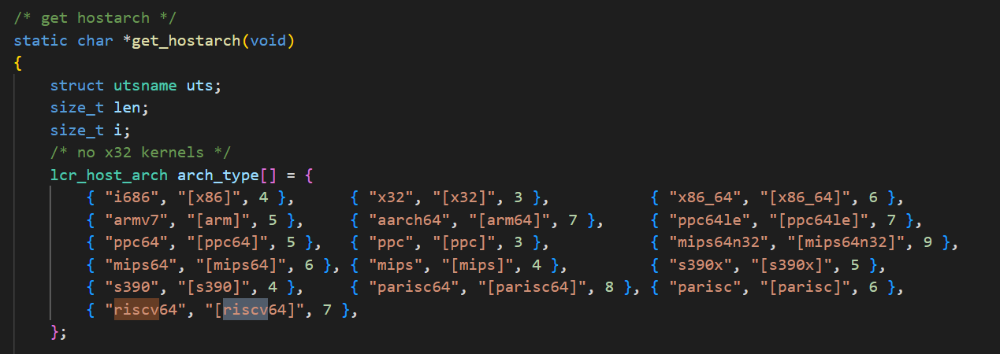 /* get hostarch */
static char *get_hostarch(void)
{
    struct utsname uts;
    size_t len;
    size_t i;
    /* no x32 kernels */
    lcr_host_arch arch_type[] = {
        { "i686", "[x86]", 4 },      { "x32", "[x32]", 3 },           { "x86_64", "[x86_64]", 6 },
        { "armv7", "[arm]", 5 },     { "aarch64", "[arm64]", 7 },     { "ppc64le", "[ppc64le]", 7 },
        { "ppc64", "[ppc64]", 5 },   { "ppc", "[ppc]", 3 },           { "mips64n32", "[mips64n32]", 9 },
        { "mips64", "[mips64]", 6 }, { "mips", "[mips]", 4 },         { "s390x", "[s390x]", 5 },
        { "s390", "[s390]", 4 },     { "parisc64", "[parisc64]", 8 }, { "parisc", "[parisc]", 6 },
        { "riscv64", "[riscv64]", 7 },
    };